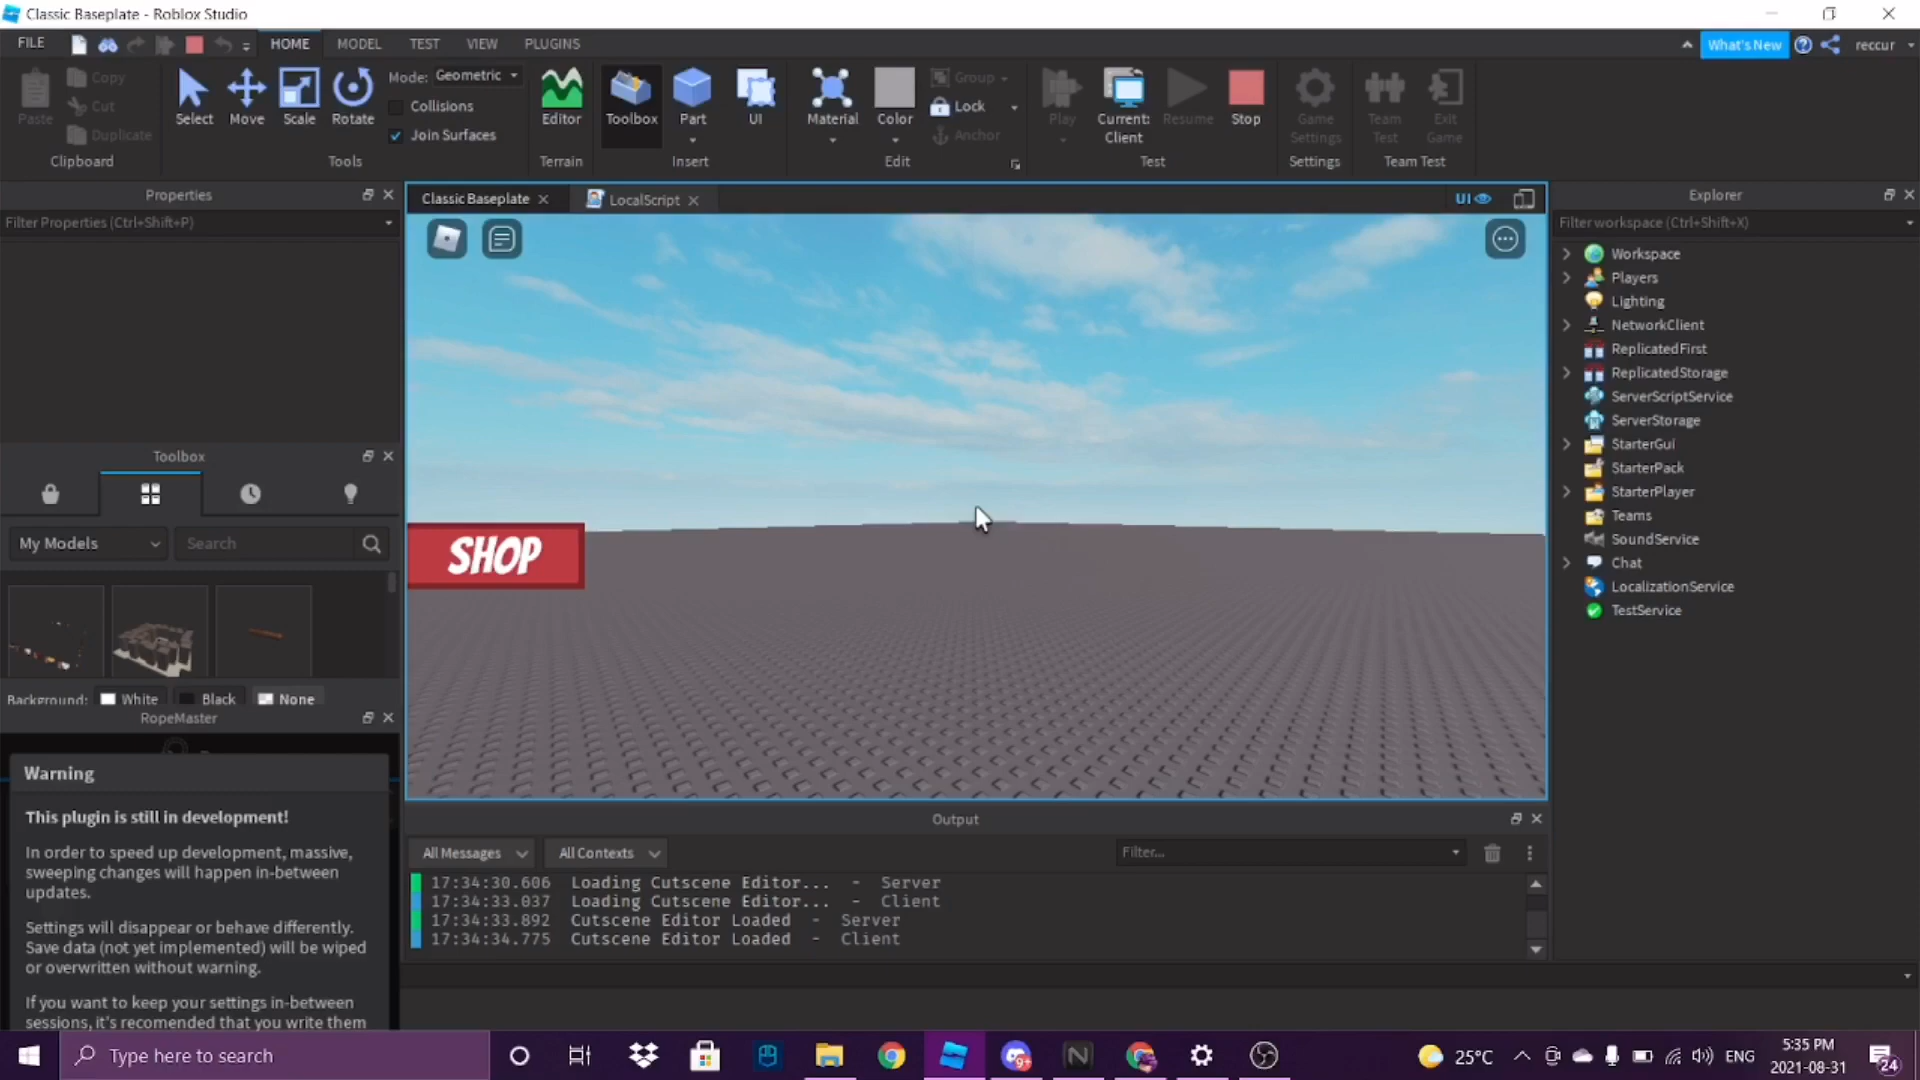 Classic Baseplate - Roblox Studio
FILE HOME MODEL TEST VIEW PLUGINS What's New reccur
Paste Copy Cut Duplicate Clipboard
Select Move Scale Rotate Mode: Geometric Collisions Join Surfaces Tools
Editor Terrain
Toolbox Part UI Insert
Material Color Group Lock Anchor Edit
Play Current: Client Resume Stop Test
Game Settings Settings
Team Test Exit Game Team Test
Properties
Filter Properties (Ctrl+Shift+P)
Toolbox
My Models Search
Background: White Black None
RopeMaster
Warning
This plugin is still in development!
In order to speed up development, massive,
sweeping changes will happen in-between
updates.
Settings will disappear or behave differently.
Save data (not yet implemented) will be wiped
or overwritten without warning.
If you want to keep your settings in-between
sessions, it's recomended that you write them
Classic Baseplate LocalScript UI
SHOP
Output
All Messages All Contexts Filter...
17:34:30.606 Loading Cutscene Editor... - Server
17:34:33.037 Loading Cutscene Editor... - Client
17:34:33.892 Cutscene Editor Loaded - Server
17:34:34.775 Cutscene Editor Loaded - Client
Explorer
Filter workspace (Ctrl+Shift+X)
Workspace
Players
Lighting
NetworkClient
ReplicatedFirst
ReplicatedStorage
ServerScriptService
ServerStorage
StarterGui
StarterPack
StarterPlayer
Teams
SoundService
Chat
LocalizationService
TestService
Type here to search 9+ 25°C ENG 5:35 PM
2021-08-31 24